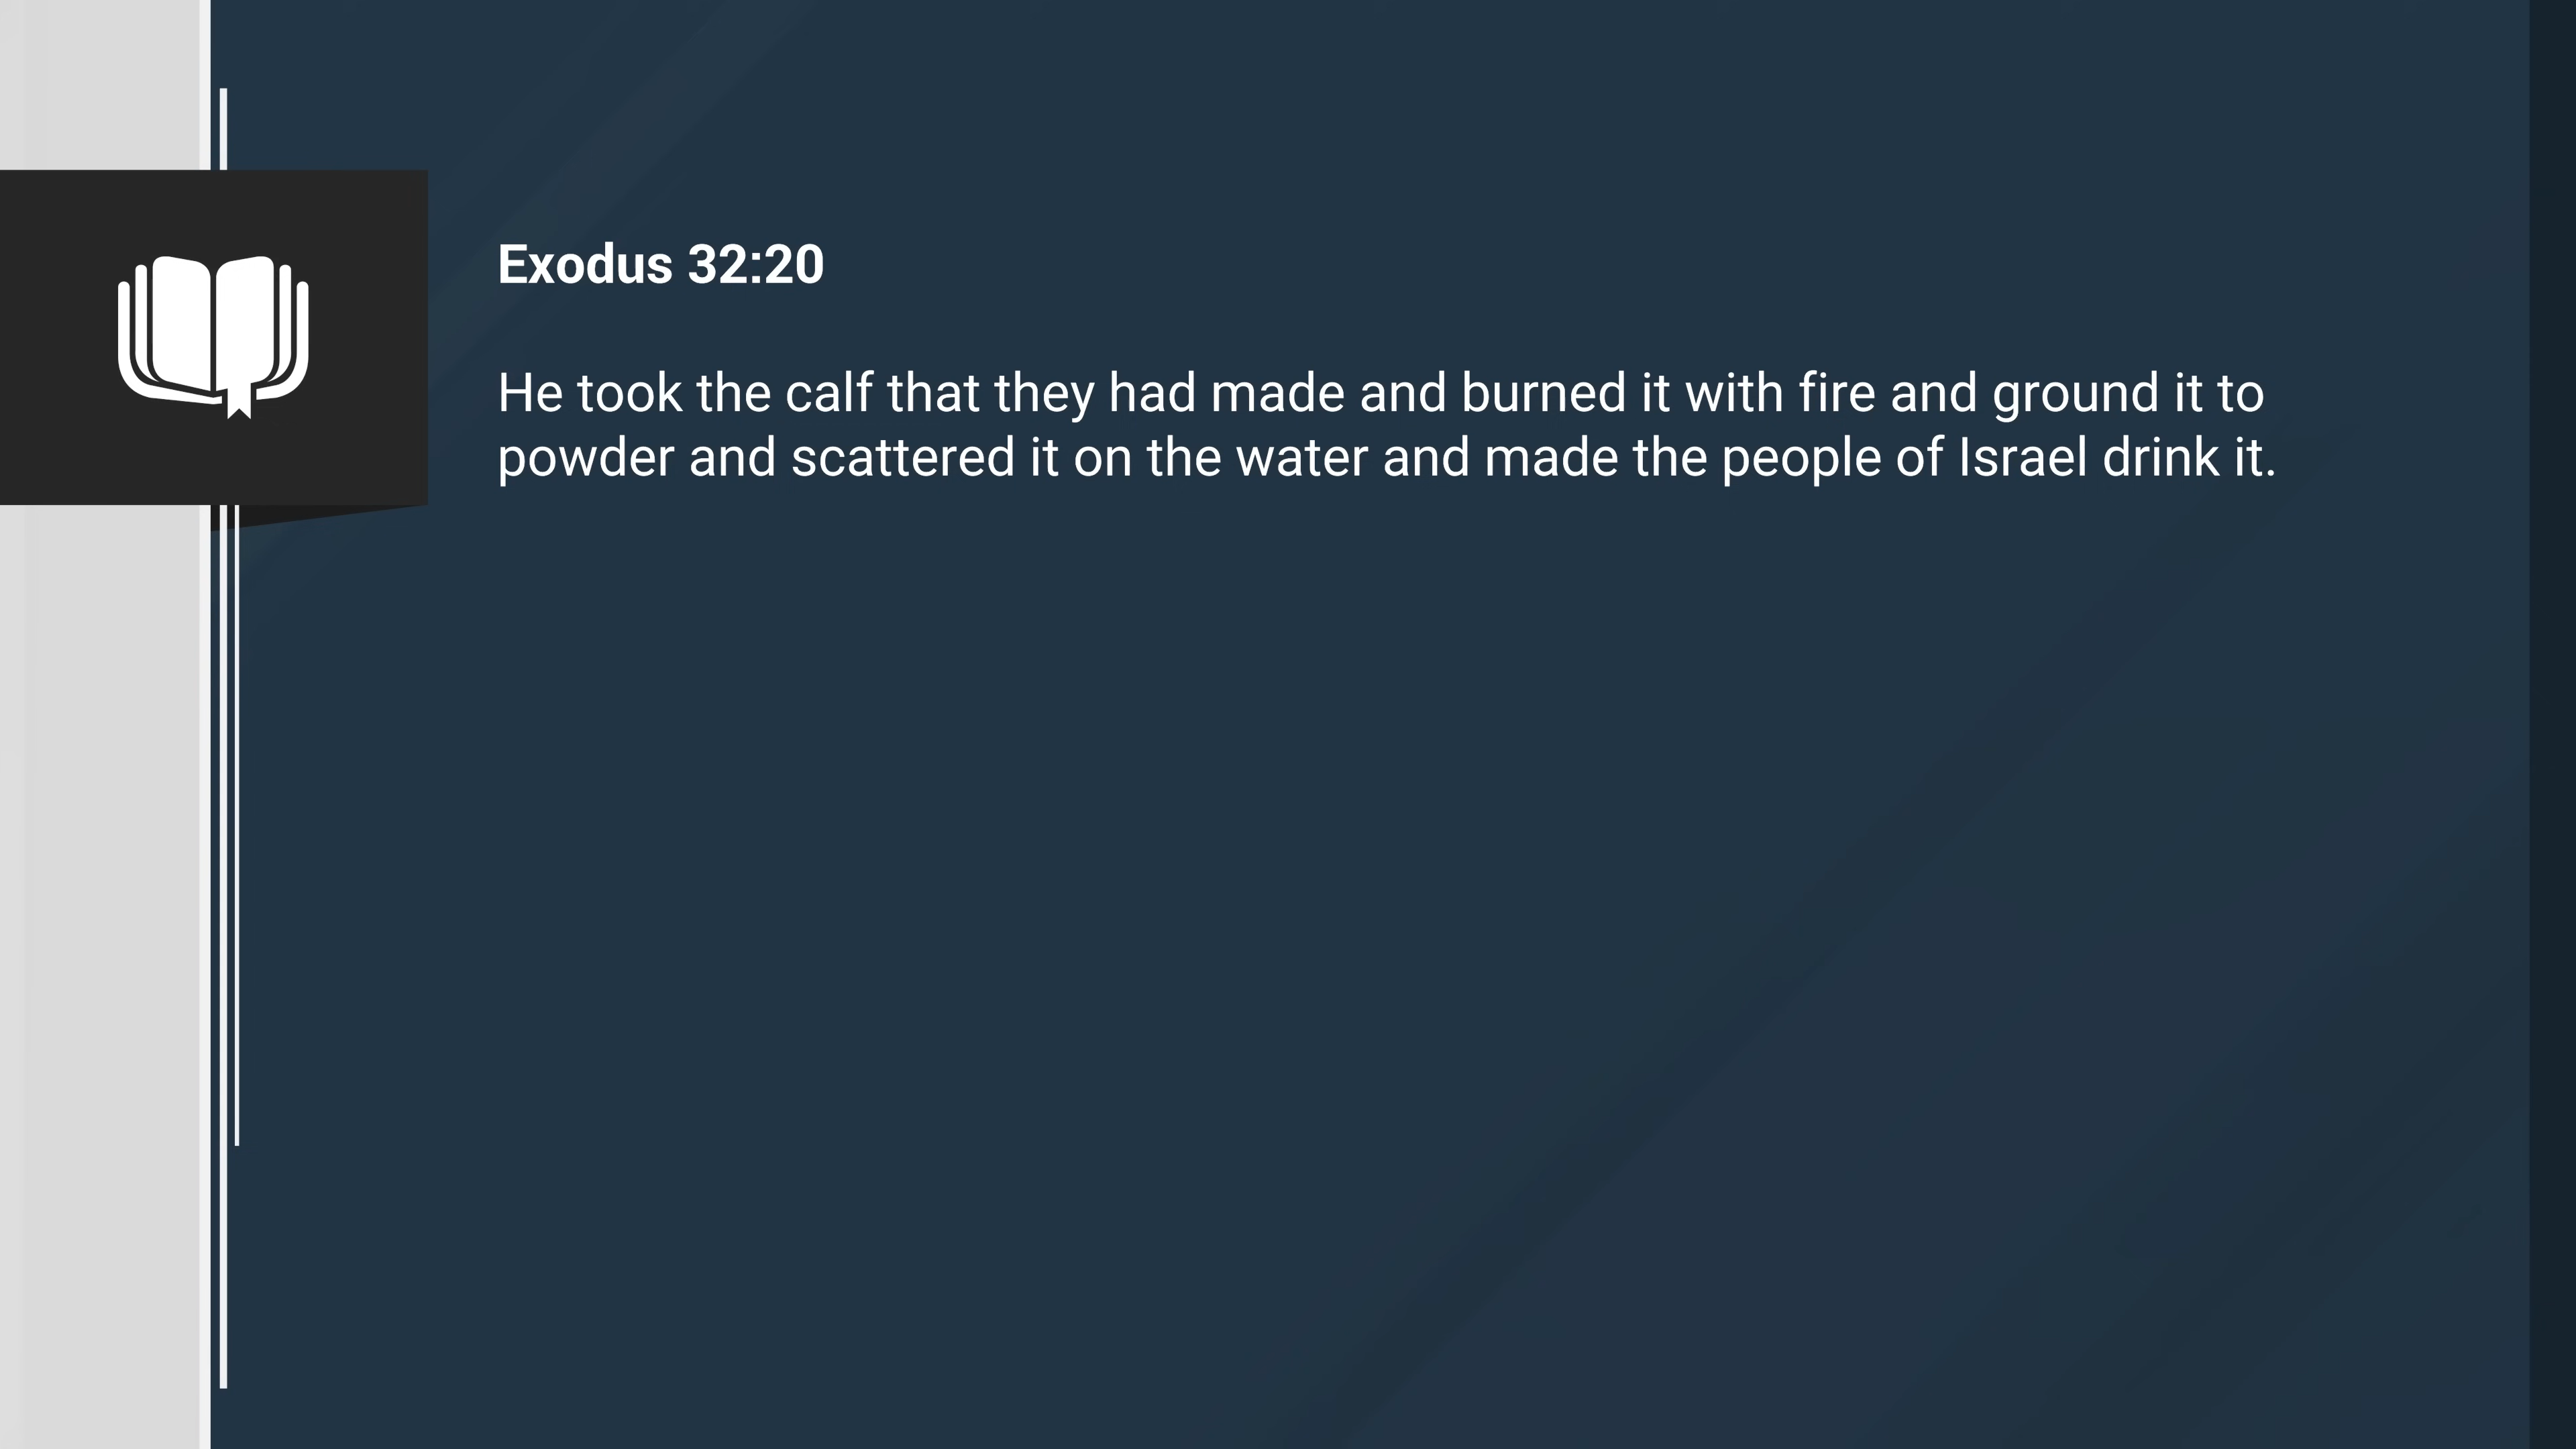 Exodus 32:20
He took the calf that they had made and burned it with fire and ground it to
powder and scattered it on the water and made the people of Israel drink it.